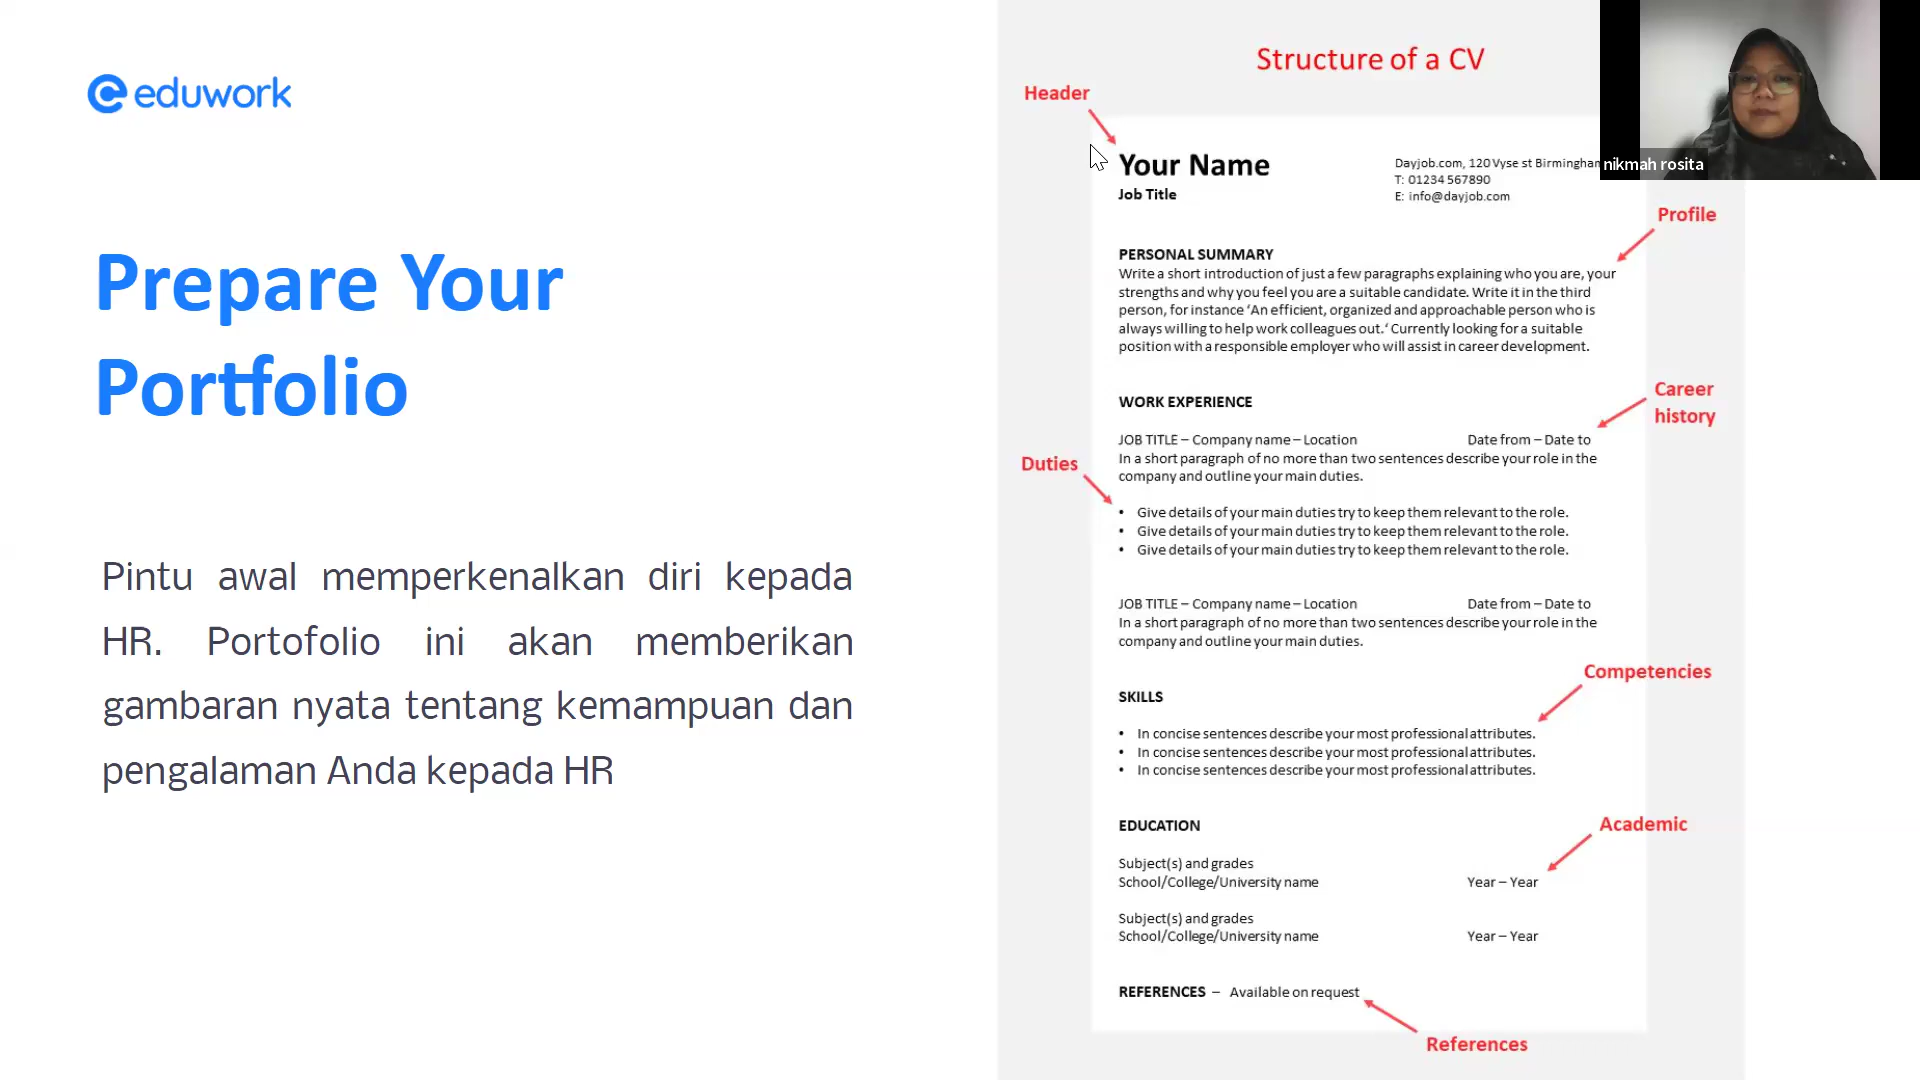 eduwork
Prepare Your
Portfolio
Pintu awal memperkenalkan diri kepada
HR. Portofolio ini akan memberikan
gambaran nyata tentang kemampuan dan
pengalaman Anda kepada HR
Structure of a CV
Header
Your Name
Job Title
Dayjob.com, 120 Vyse st Birmingham
T: 01234 567890
E: info@dayjob.com
nikmah rosita
Profile
PERSONAL SUMMARY
Write a short introduction of just a few paragraphs explaining who you are, your
strengths and why you feel you are a suitable candidate. Write it in the third
person, for instance ‘An efficient, organized and approachable person who is
always willing to help work colleagues out.‘ Currently looking for a suitable
position with a responsible employer who will assist in career development.
Career
history
WORK EXPERIENCE
JOB TITLE – Company name – Location Date from – Date to
In a short paragraph of no more than two sentences describe your role in the
company and outline your main duties.
Duties
• Give details of your main duties try to keep them relevant to the role.
• Give details of your main duties try to keep them relevant to the role.
• Give details of your main duties try to keep them relevant to the role.
JOB TITLE – Company name – Location Date from – Date to
In a short paragraph of no more than two sentences describe your role in the
company and outline your main duties.
Competencies
SKILLS
• In concise sentences describe your most professional attributes.
• In concise sentences describe your most professional attributes.
• In concise sentences describe your most professional attributes.
Academic
EDUCATION
Subject(s) and grades
School/College/University name Year – Year
Subject(s) and grades
School/College/University name Year – Year
REFERENCES – Available on request
References